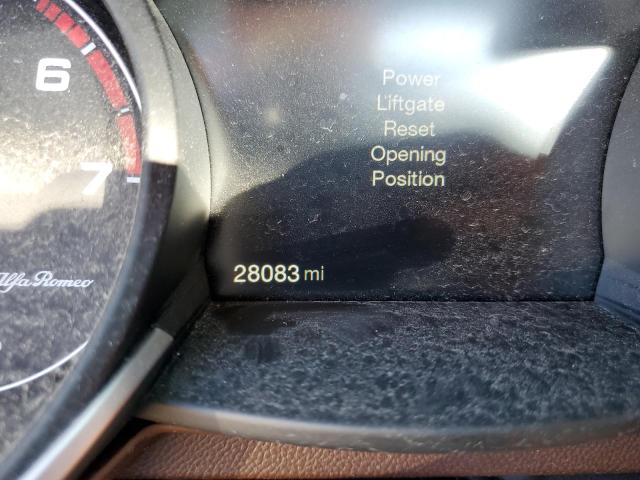 6
7
Alfa Romeo
Power
Liftgate
Reset
Opening
Position
28083 mi